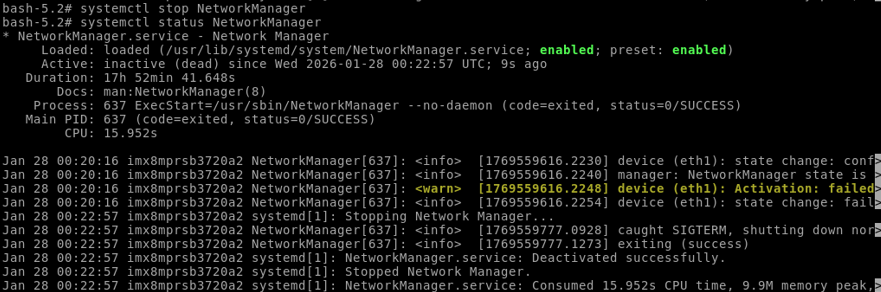 bash-5.2# systemctl stop NetworkManager
bash-5.2# systemctl status NetworkManager
* NetworkManager.service - Network Manager
     Loaded: loaded (/usr/lib/systemd/system/NetworkManager.service; enabled; preset: enabled)
     Active: inactive (dead) since Wed 2026-01-28 00:22:57 UTC; 9s ago
   Duration: 17h 52min 41.648s
       Docs: man:NetworkManager(8)
    Process: 637 ExecStart=/usr/sbin/NetworkManager --no-daemon (code=exited, status=0/SUCCESS)
   Main PID: 637 (code=exited, status=0/SUCCESS)
        CPU: 15.952s

Jan 28 00:20:16 imx8mprsb3720a2 NetworkManager[637]: <info>  [1769559616.2230] device (eth1): state change: conf>
Jan 28 00:20:16 imx8mprsb3720a2 NetworkManager[637]: <info>  [1769559616.2240] manager: NetworkManager state is >
Jan 28 00:20:16 imx8mprsb3720a2 NetworkManager[637]: <warn>  [1769559616.2248] device (eth1): Activation: failed>
Jan 28 00:20:16 imx8mprsb3720a2 NetworkManager[637]: <info>  [1769559616.2254] device (eth1): state change: fail>
Jan 28 00:22:57 imx8mprsb3720a2 systemd[1]: Stopping Network Manager...
Jan 28 00:22:57 imx8mprsb3720a2 NetworkManager[637]: <info>  [1769559777.0928] caught SIGTERM, shutting down nor>
Jan 28 00:22:57 imx8mprsb3720a2 NetworkManager[637]: <info>  [1769559777.1273] exiting (success)
Jan 28 00:22:57 imx8mprsb3720a2 systemd[1]: NetworkManager.service: Deactivated successfully.
Jan 28 00:22:57 imx8mprsb3720a2 systemd[1]: Stopped Network Manager.
Jan 28 00:22:57 imx8mprsb3720a2 systemd[1]: NetworkManager.service: Consumed 15.952s CPU time, 9.9M memory peak,>